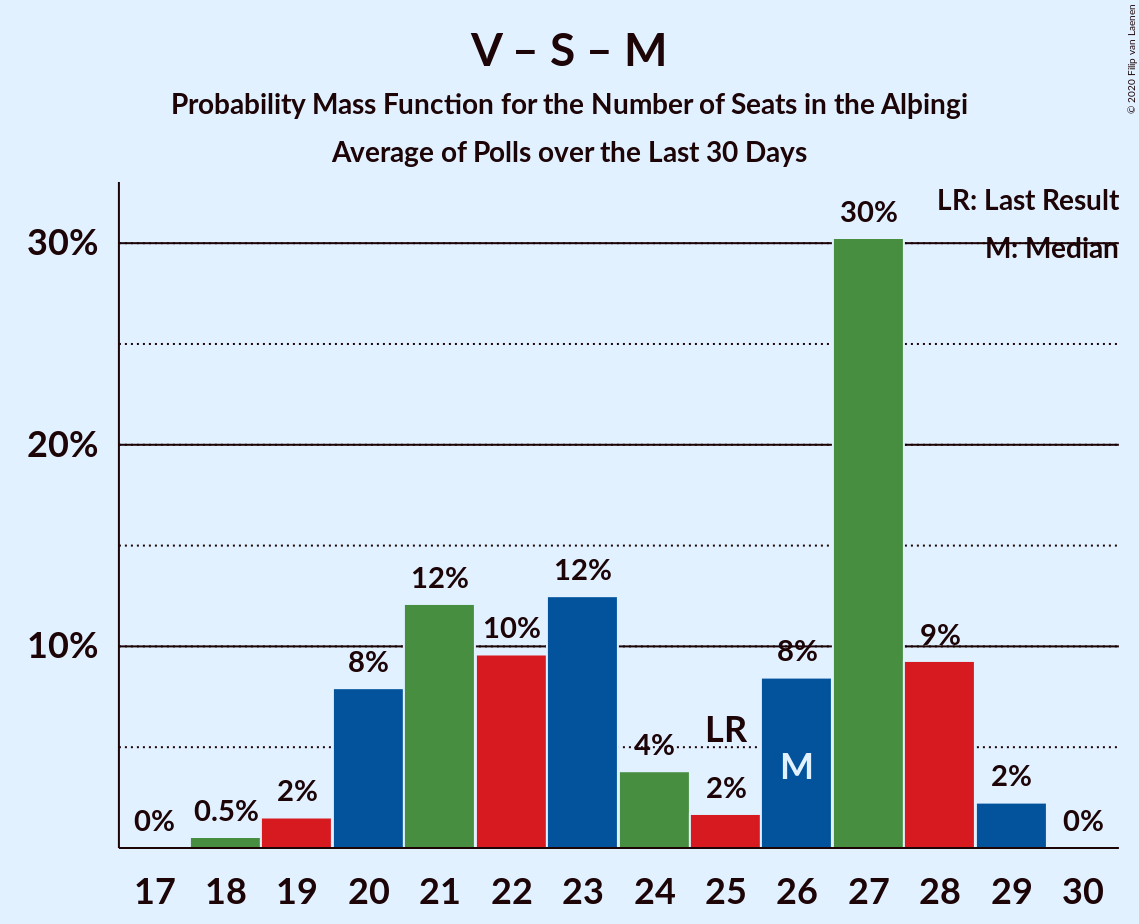 V – S – M
Probability Mass Function for the Number of Seats in the Alþingi
Average of Polls over the Last 30 Days
© 2020 Filip van Laenen
LR: Last Result
M: Median
30%
20%
10%
0%
0.5%
2%
8%
12%
10%
12%
4%
LR
2%
8%
M
30%
9%
2%
0%
17 18 19 20 21 22 23 24 25 26 27 28 29 30